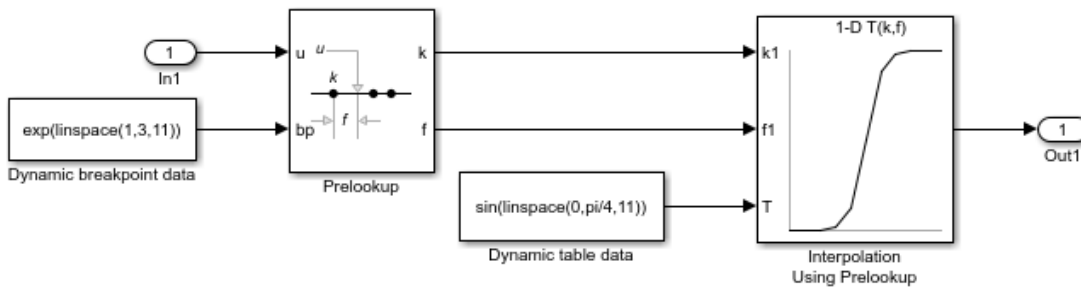 1
In1
exp(linspace(1,3,11))
Dynamic breakpoint data
u
bp
u
k
f
k
f
Prelookup
sin(linspace(0,pi/4,11))
Dynamic table data
1-D T(k,f)
k1
f1
T
Interpolation
Using Prelookup
1
Out1